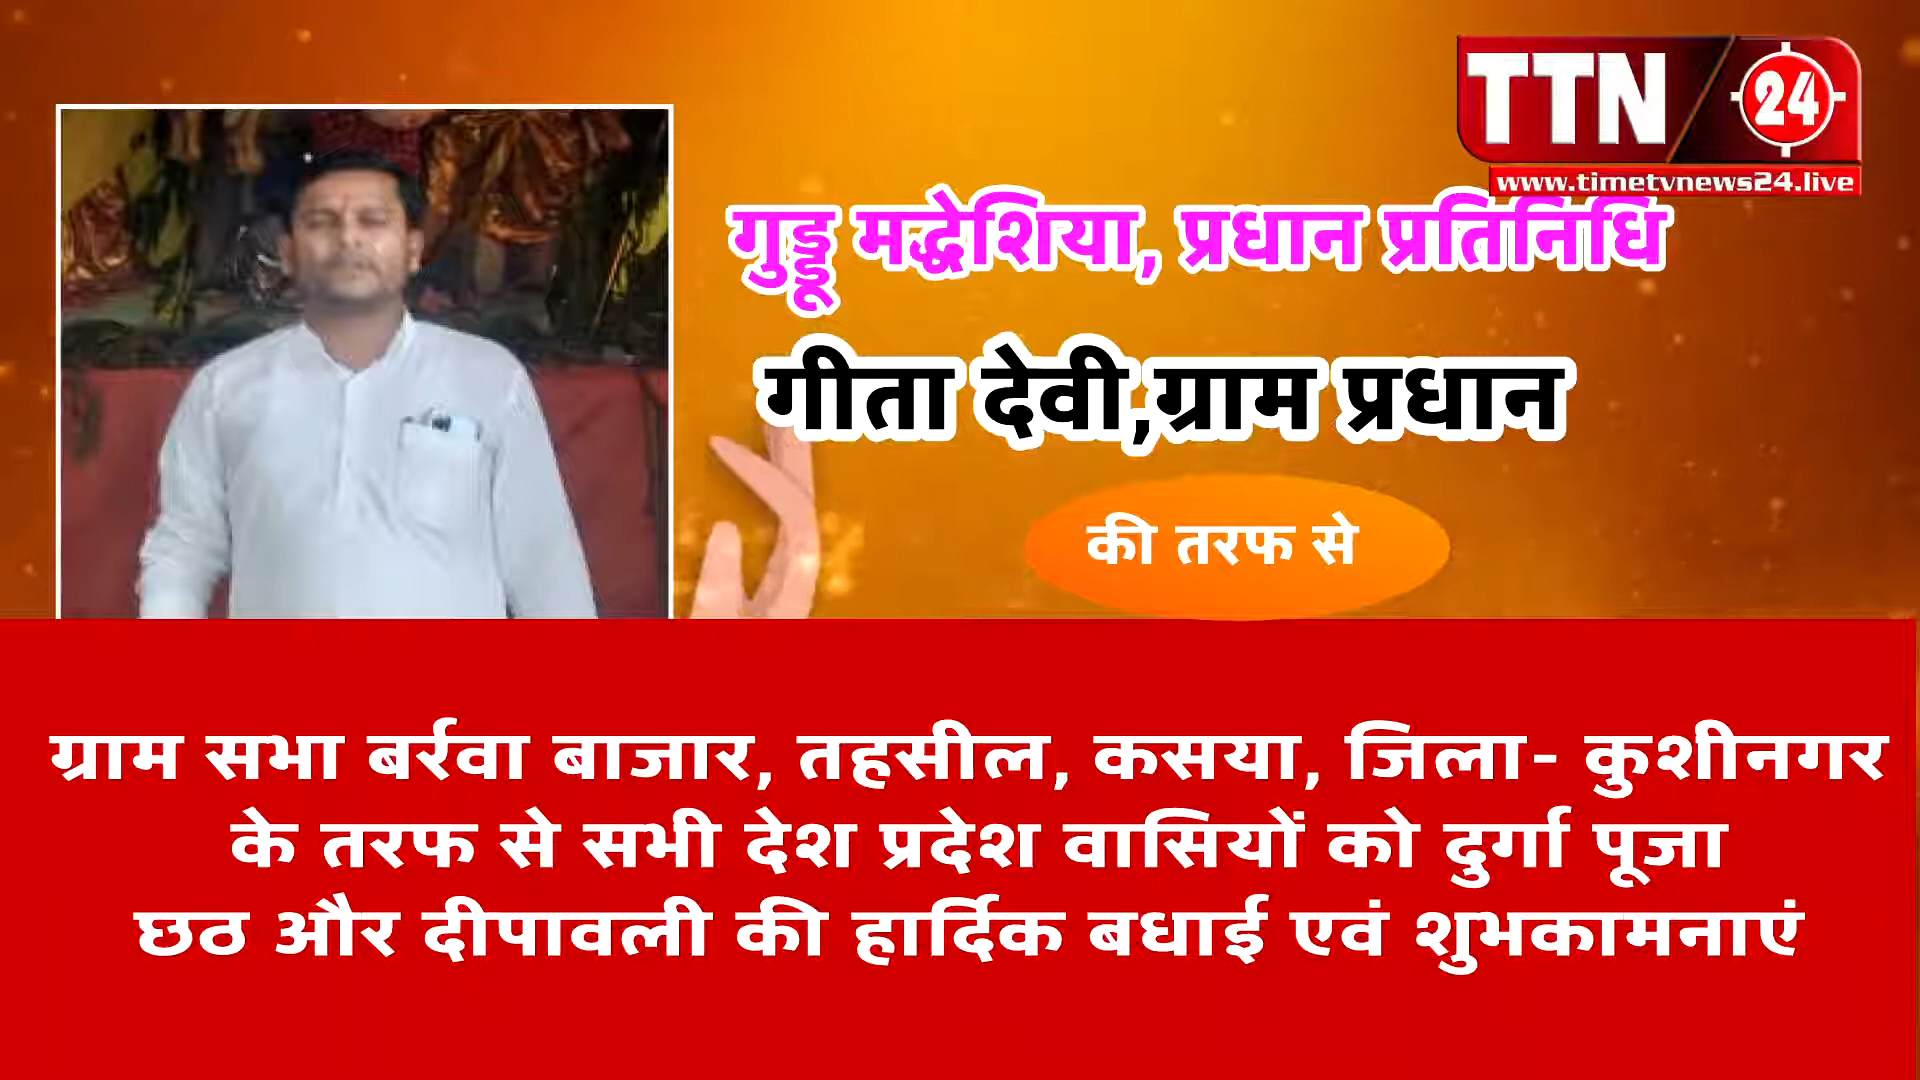 TTN 24
www.timetvnews24.live
गुड्डू मद्धेशिया, प्रधान प्रतिनिधि
गीता देवी,ग्राम प्रधान
की तरफ से
ग्राम सभा बर्रवा बाजार, तहसील, कसया, जिला- कुशीनगर
के तरफ से सभी देश प्रदेश वासियों को दुर्गा पूजा
छठ और दीपावली की हार्दिक बधाई एवं शुभकामनाएं